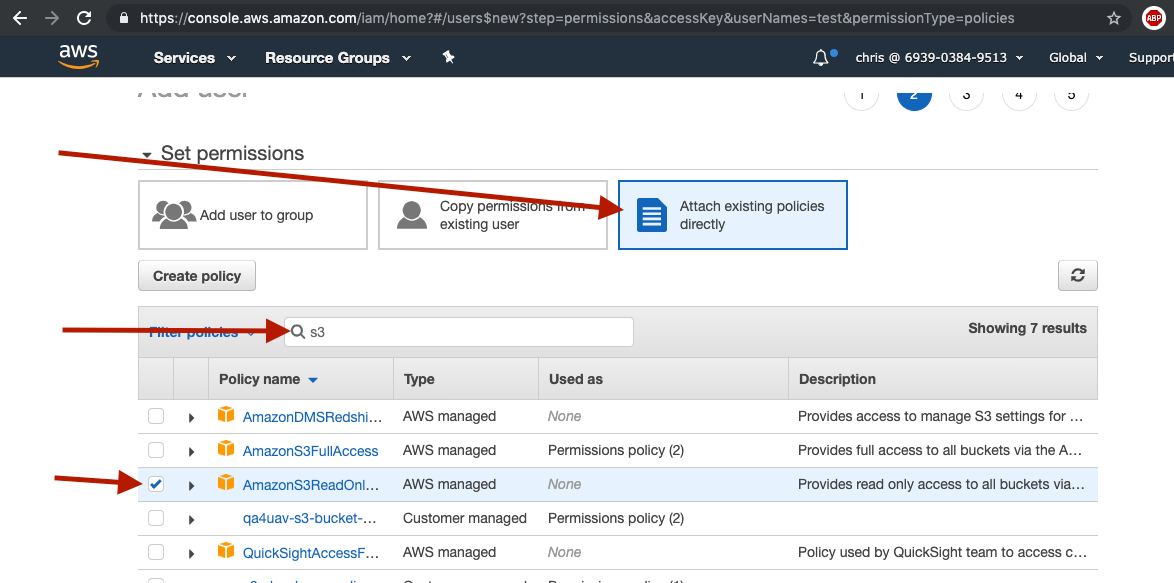 https://console.aws.amazon.com/iam/home?#/users$new?step=permissions&accessKey&userNames=test&permissionType=policies
ABP
aws Services Resource Groups chris @ 6939-0384-9513 Global Support
Add user 1 2 3 4 5
Set permissions
Add user to group
Copy permissions from
existing user
Attach existing policies
directly
Create policy
Filter policies s3 Showing 7 results
Policy name Type Used as Description
AmazonDMSRedshi... AWS managed None Provides access to manage S3 settings for ...
AmazonS3FullAccess AWS managed Permissions policy (2) Provides full access to all buckets via the A...
AmazonS3ReadOnl... AWS managed None Provides read only access to all buckets via...
qa4uav-s3-bucket-... Customer managed Permissions policy (2)
QuickSightAccessF... AWS managed None Policy used by QuickSight team to access c...